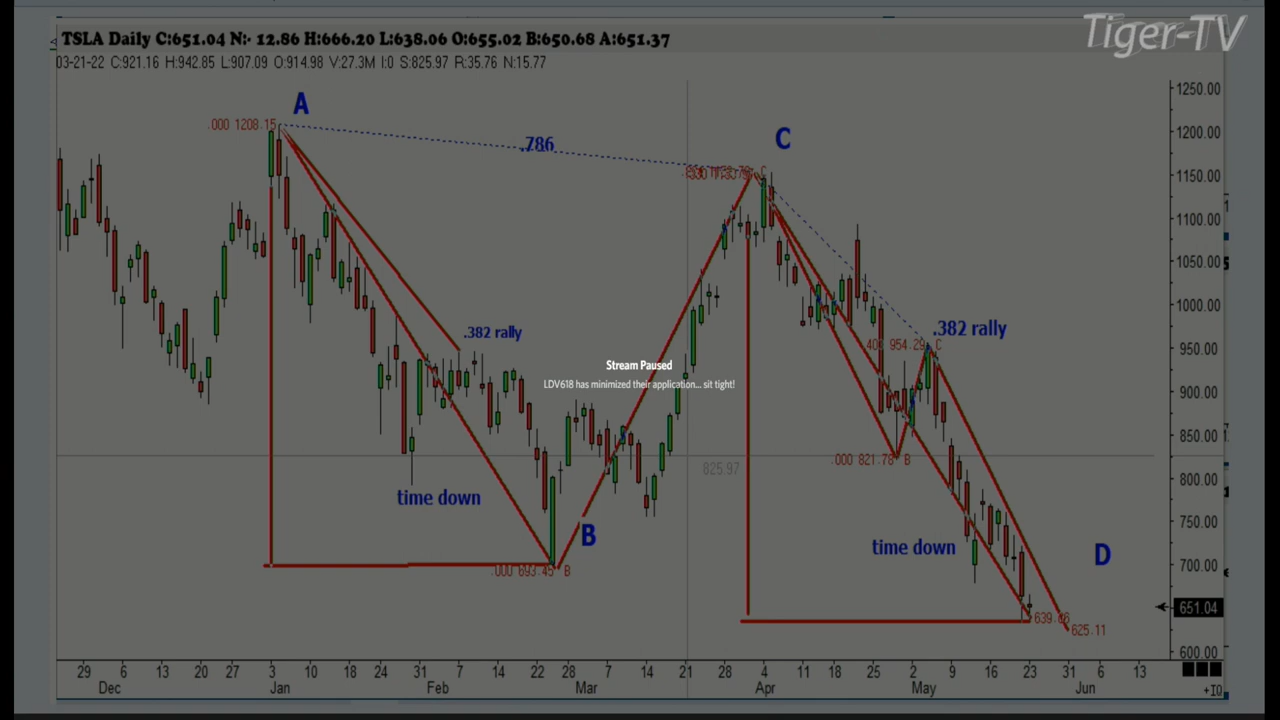 Tiger-TV
TSLA Daily C:651.04 N:- 12.86 H:666.20 L:638.06 O:655.02 B:650.68 A:651.37
03-21-22 C:921.16 H:942.85 L:907.09 O:914.98 V:27.3M I:0 S:825.97 R:35.76 N:15.77
1250.00
A
.000 1208.15
1200.00
C
.786
C
1150.00
1100.00
1050.00
1000.00
.382 rally
.382 rally
954.29 C
950.00
Stream Paused
LDV618 has minimized their application... sit tight!
900.00
850.00
.000 821.78 B
825.97
800.00
time down
750.00
B
time down
D
700.00
.000 693.45 B
651.04
625.11
600.00
29 6 13 20 27 3 10 18 24 31 7 14 22 28 7 14 21 28 4 11 18 25 2 9 16 23 31 6 13
Dec Jan Feb Mar Apr May Jun
+10